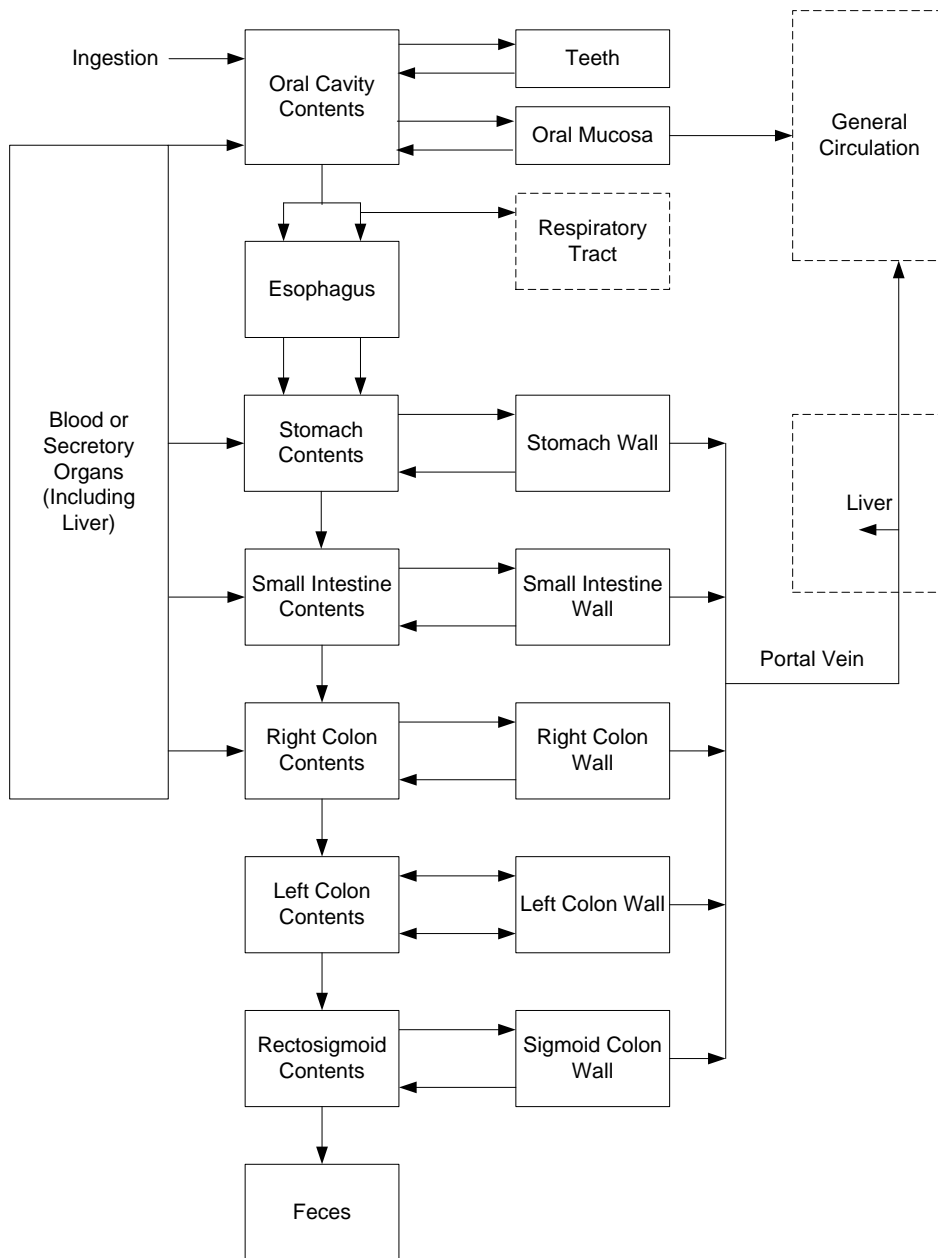 Ingestion
Oral Cavity
Contents
Teeth
Oral Mucosa
General
Circulation
Respiratory
Tract
Esophagus
Blood or
Secretory
Organs
(Including
Liver)
Stomach
Contents
Stomach Wall
Liver
Small Intestine
Contents
Small Intestine
Wall
Portal Vein
Right Colon
Contents
Right Colon
Wall
Left Colon
Contents
Left Colon Wall
Rectosigmoid
Contents
Sigmoid Colon
Wall
Feces